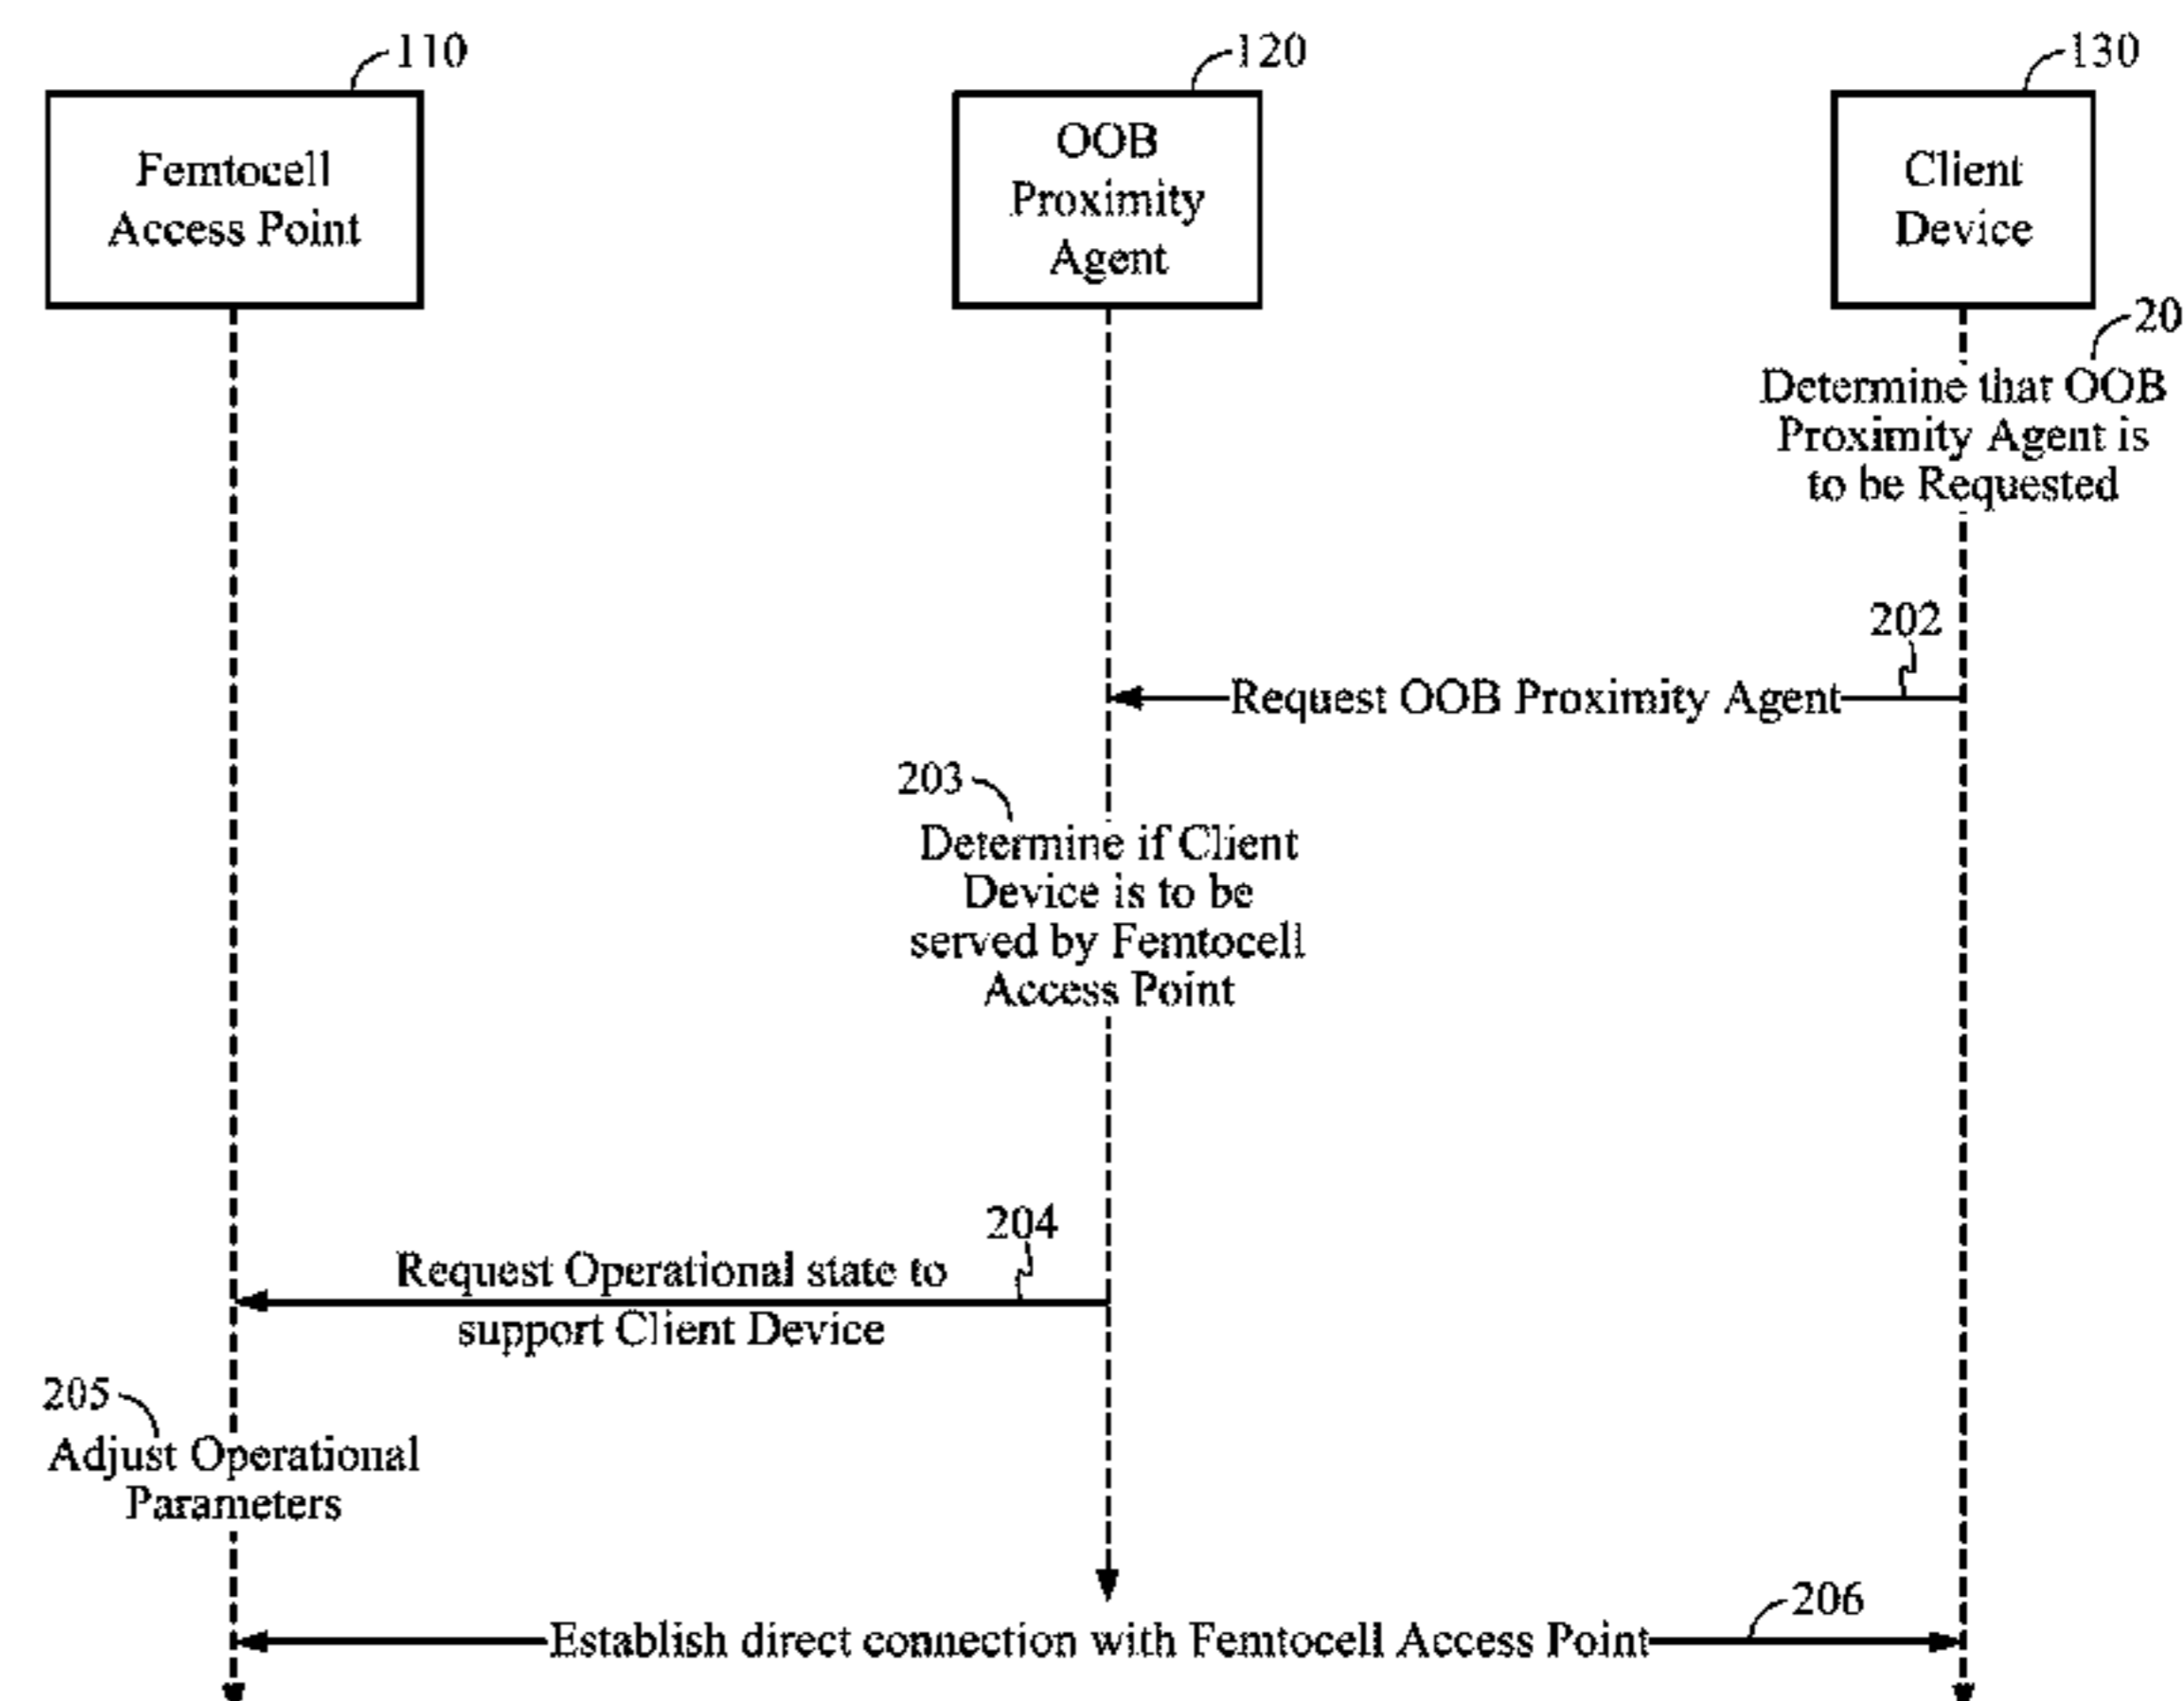 110
120
130
Femtocell
Access Point
OOB
Proximity
Agent
Client
Device
20
Determine that OOB
Proximity Agent is
to be Requested
202
Request OOB Proximity Agent
203
Determine if Client
Device is to be
served by Femtocell
Access Point
204
Request Operational state to
support Client Device
205
Adjust Operational
Parameters
206
Establish direct connection with Femtocell Access Point